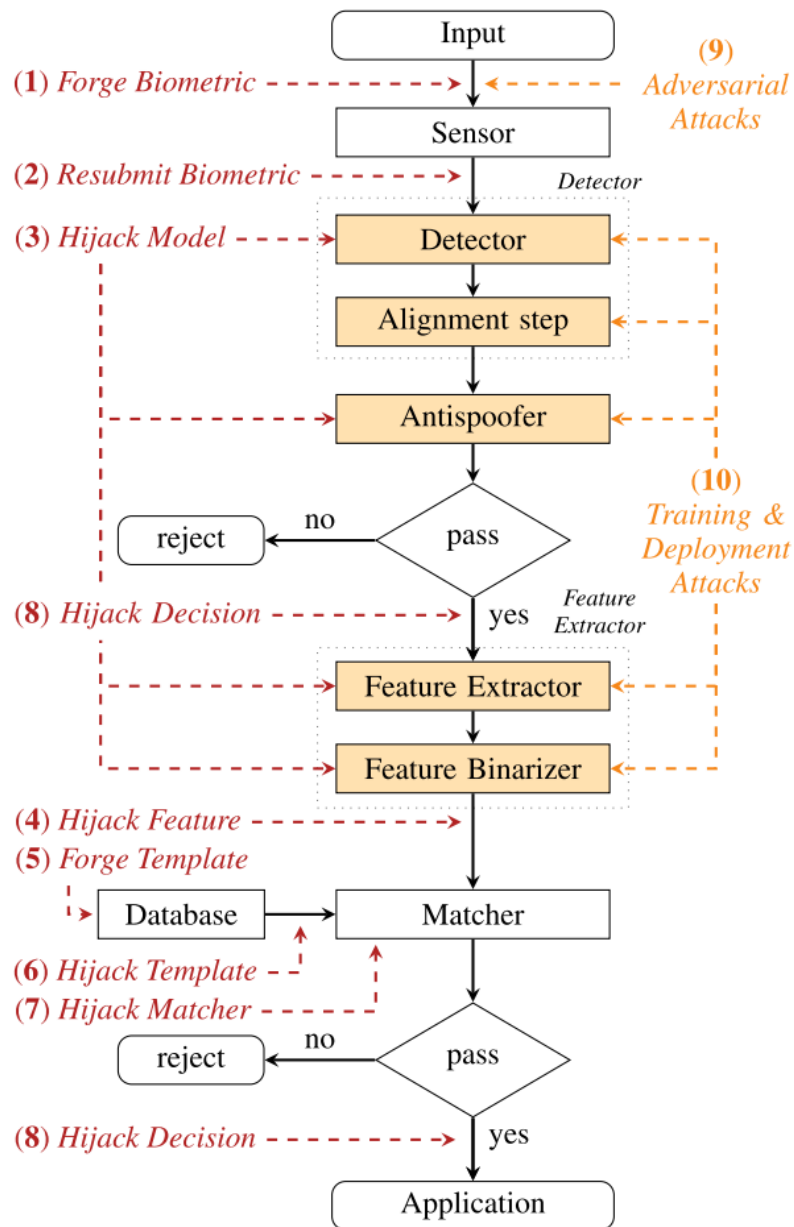 Input
(1) Forge Biometric
(9)
Adversarial
Attacks
Sensor
(2) Resubmit Biometric
Detector
(3) Hijack Model
Detector
Alignment step
Antispoofer
(10)
Training &
Deployment
Attacks
reject
no
pass
(8) Hijack Decision
yes
Feature
Extractor
Feature Extractor
Feature Binarizer
(4) Hijack Feature
(5) Forge Template
Database
Matcher
(6) Hijack Template
(7) Hijack Matcher
reject
no
pass
(8) Hijack Decision
yes
Application